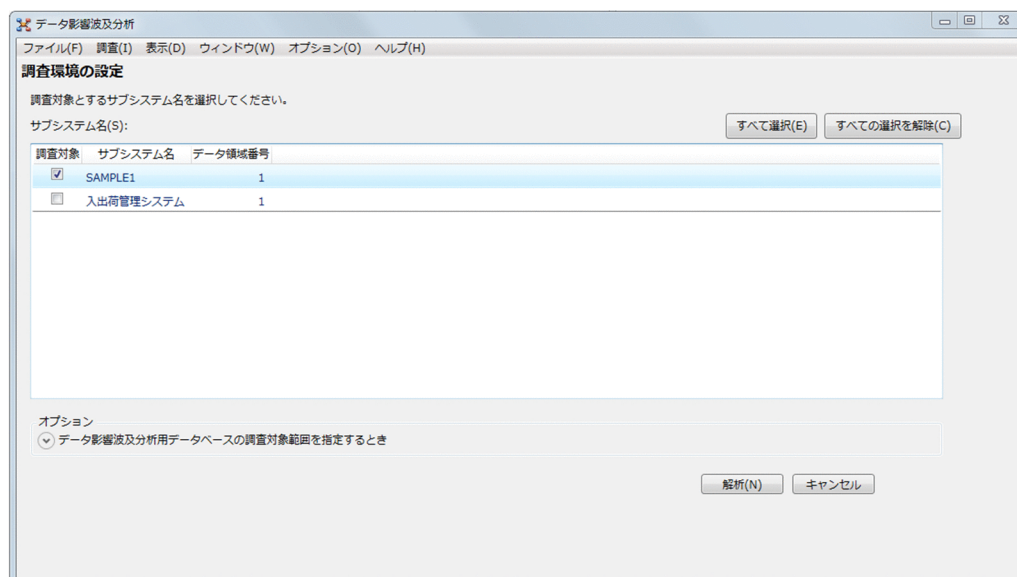 データ影響波及分析
ファイル(F) 調査(I) 表示(D) ウィンドウ(W) オプション(O) ヘルプ(H)
調査環境の設定
調査対象とするサブシステム名を選択してください。
サブシステム名(S):
すべて選択(E) すべての選択を解除(C)
調査対象 サブシステム名 データ領域番号
SAMPLE1 1
入出荷管理システム 1
オプション
データ影響波及分析用データベースの調査対象範囲を指定するとき
解析(N) キャンセル